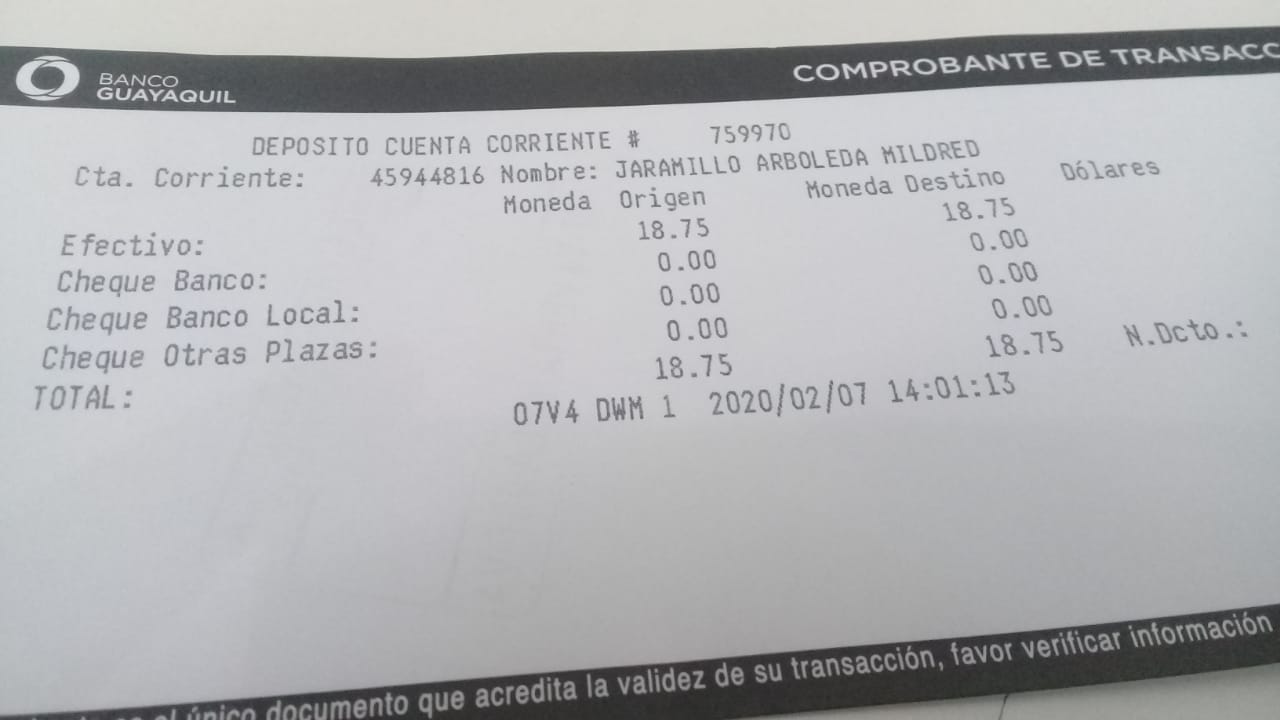 BANCO
GUAYAQUIL
COMPROBANTE DE TRANSACC
DEPOSITO CUENTA CORRIENTE # 759970
Cta. Corriente: 45944816 Nombre: JARAMILLO ARBOLEDA MILDRED
Moneda Origen Moneda Destino Dólares
Efectivo: 18.75 18.75
Cheque Banco: 0.00 0.00
Cheque Banco Local: 0.00 0.00
Cheque Otras Plazas: 0.00 0.00
TOTAL: 18.75 18.75 N.Dcto.:
07V4 DWM 1 2020/02/07 14:01:13
el único documento que acredita la validez de su transacción, favor verificar información